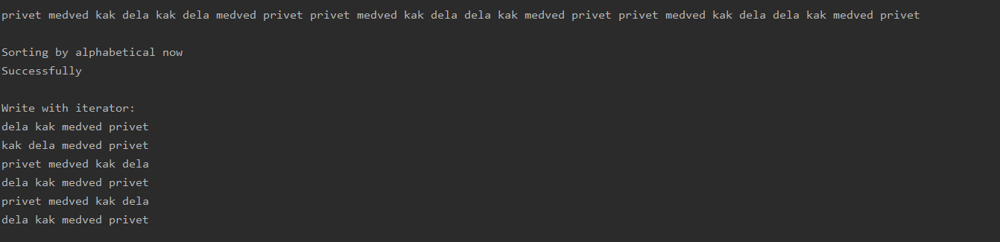 privet medved kak dela kak dela medved privet privet medved kak dela dela kak medved privet privet medved kak dela dela kak medved privet
Sorting by alphabetical now
Successfully
Write with iterator:
dela kak medved privet
kak dela medved privet
privet medved kak dela
dela kak medved privet
privet medved kak dela
dela kak medved privet